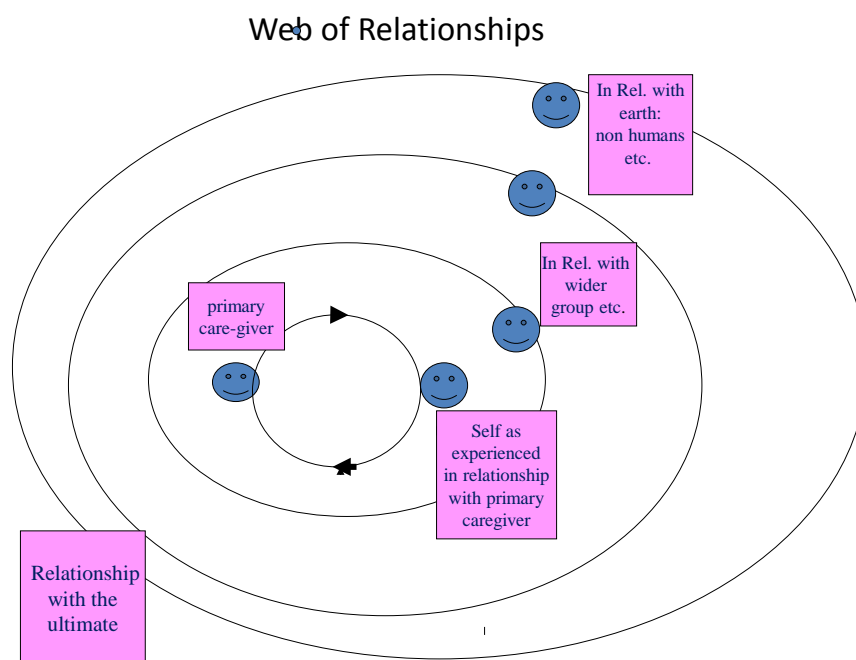 Web of Relationships
In Rel. with
earth:
non humans
etc.
In Rel. with
wider
group etc.
primary
care-giver
Self as
experienced
in relationship
with primary
caregiver
Relationship
with the
ultimate